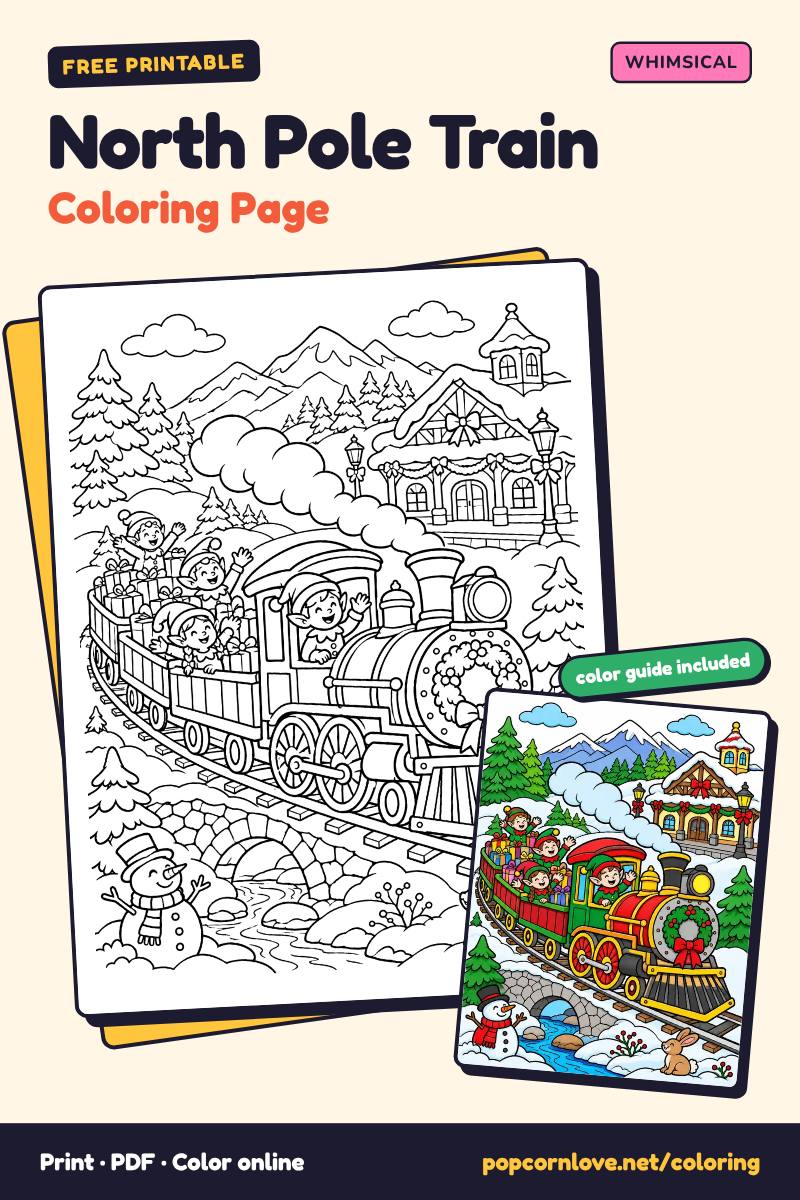 FREE PRINTABLE
WHIMSICAL
North Pole Train
Coloring Page
color guide included
Print · PDF · Color online
popcornlove.net/coloring